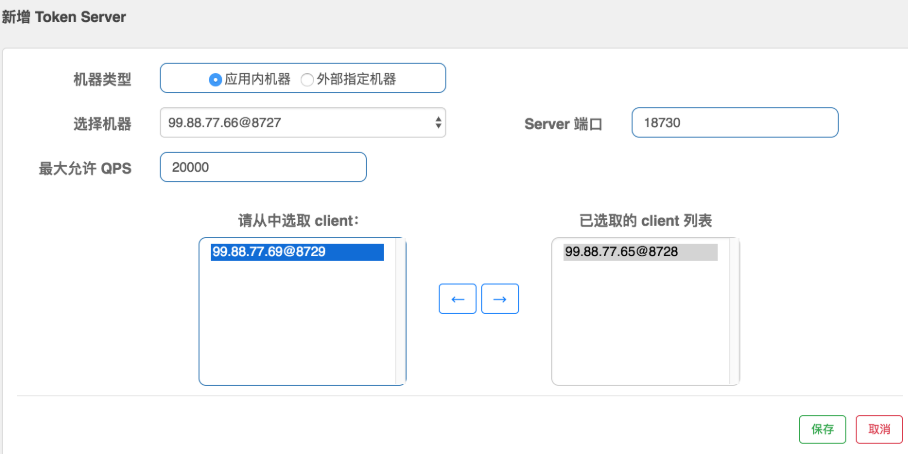 新增 Token Server
机器类型
应用内机器 外部指定机器
选择机器
99.88.77.66@8727
Server 端口
18730
最大允许 QPS
20000
请从中选取 client：
已选取的 client 列表
99.88.77.69@8729
99.88.77.65@8728
← →
保存 取消